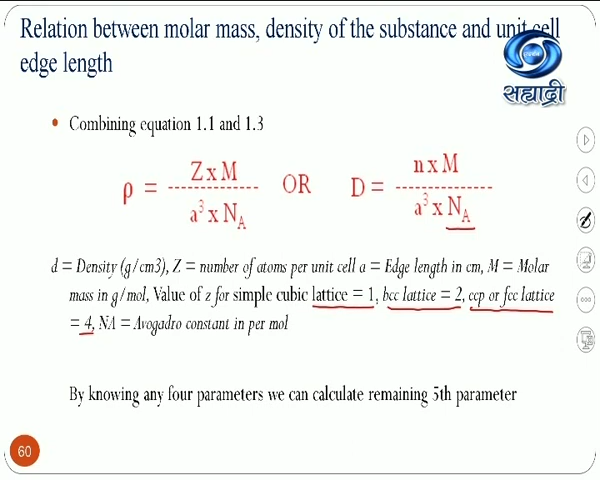 Relation between molar mass, density of the substance and unit cell
edge length
सह्याद्री
• Combining equation 1.1 and 1.3
ρ = Z x M / a³ x N_A OR D = n x M / a³ x N_A
d = Density (g/cm3), Z = number of atoms per unit cell a = Edge length in cm, M = Molar
mass in g/mol, Value of z for simple cubic lattice = 1, bcc lattice = 2, ccp or fcc lattice
= 4, NA = Avogadro constant in per mol
By knowing any four parameters we can calculate remaining 5th parameter
60